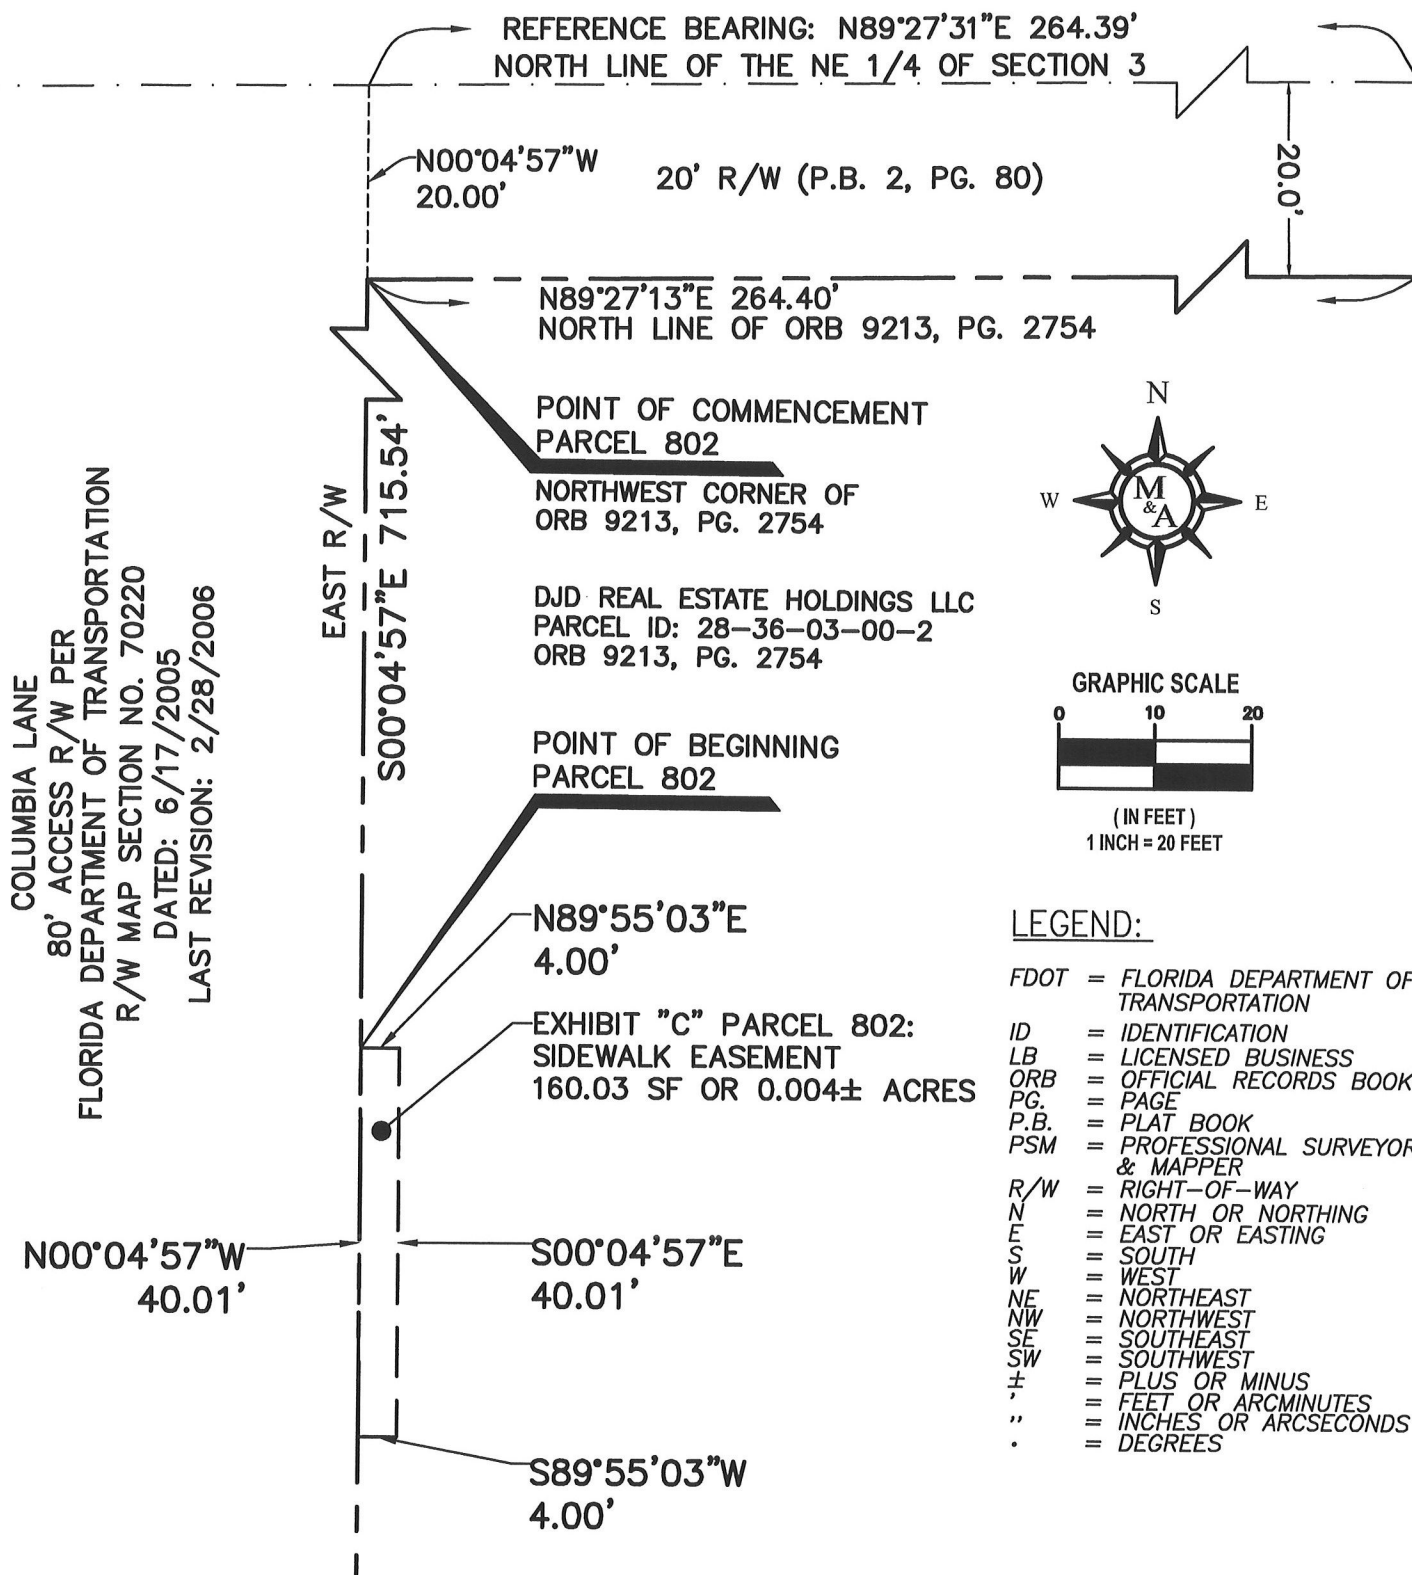 REFERENCE BEARING: N89°27'31"E 264.39'
NORTH LINE OF THE NE 1/4 OF SECTION 3
N00°04'57"W
20.00'
20' R/W (P.B. 2, PG. 80)
20.0'
N89°27'13"E 264.40'
NORTH LINE OF ORB 9213, PG. 2754
POINT OF COMMENCEMENT
PARCEL 802
NORTHWEST CORNER OF
ORB 9213, PG. 2754
EAST R/W
S00°04'57"E 715.54'
COLUMBIA LANE
80' ACCESS R/W PER
FLORIDA DEPARTMENT OF TRANSPORTATION
R/W MAP SECTION NO. 70220
DATED: 6/17/2005
LAST REVISION: 2/28/2006
DJD REAL ESTATE HOLDINGS LLC
PARCEL ID: 28-36-03-00-2
ORB 9213, PG. 2754
N
W
M
&
A
E
S
GRAPHIC SCALE
0 10 20
( IN FEET )
1 INCH = 20 FEET
POINT OF BEGINNING
PARCEL 802
N89°55'03"E
4.00'
EXHIBIT "C" PARCEL 802:
SIDEWALK EASEMENT
160.03 SF OR 0.004± ACRES
N00°04'57"W
40.01'
S00°04'57"E
40.01'
S89°55'03"W
4.00'
LEGEND:
FDOT = FLORIDA DEPARTMENT OF
TRANSPORTATION
ID = IDENTIFICATION
LB = LICENSED BUSINESS
ORB = OFFICIAL RECORDS BOOK
PG. = PAGE
P.B. = PLAT BOOK
PSM = PROFESSIONAL SURVEYOR
& MAPPER
R/W = RIGHT-OF-WAY
N = NORTH OR NORTHING
E = EAST OR EASTING
S = SOUTH
W = WEST
NE = NORTHEAST
NW = NORTHWEST
SE = SOUTHEAST
SW = SOUTHWEST
± = PLUS OR MINUS
' = FEET OR ARCMINUTES
" = INCHES OR ARCSECONDS
° = DEGREES